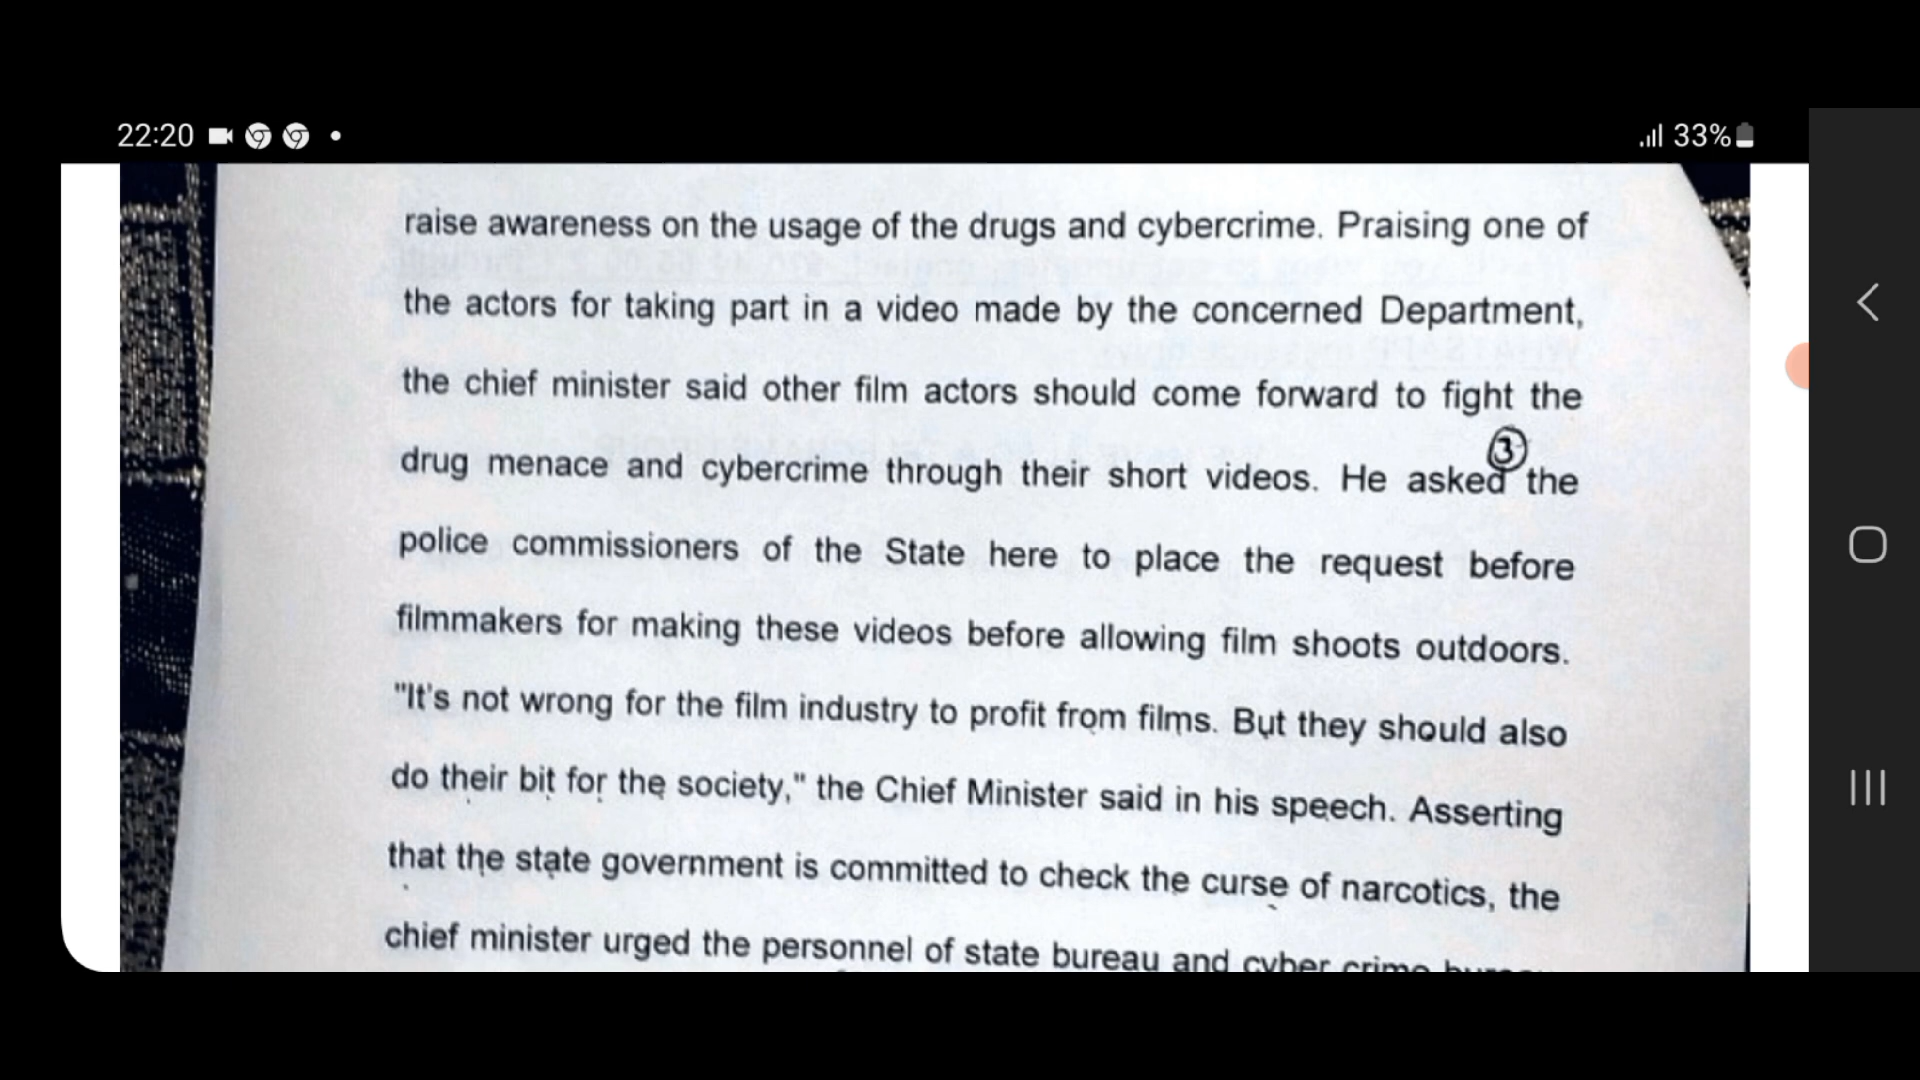 22:20 33%
raise awareness on the usage of the drugs and cybercrime. Praising one of
the actors for taking part in a video made by the concerned Department,
the chief minister said other film actors should come forward to fight the
3
drug menace and cybercrime through their short videos. He asked the
police commissioners of the State here to place the request before
filmmakers for making these videos before allowing film shoots outdoors.
"It's not wrong for the film industry to profit from films. But they should also
do their bit for the society," the Chief Minister said in his speech. Asserting
that the state government is committed to check the curse of narcotics, the
chief minister urged the personnel of state bureau and cyber crime